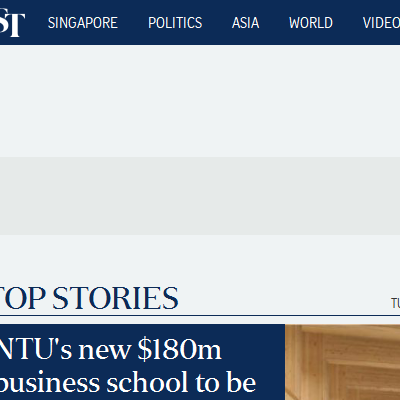 ST SINGAPORE POLITICS ASIA WORLD VIDEO
TOP STORIES TU
NTU's new $180m
business school to be